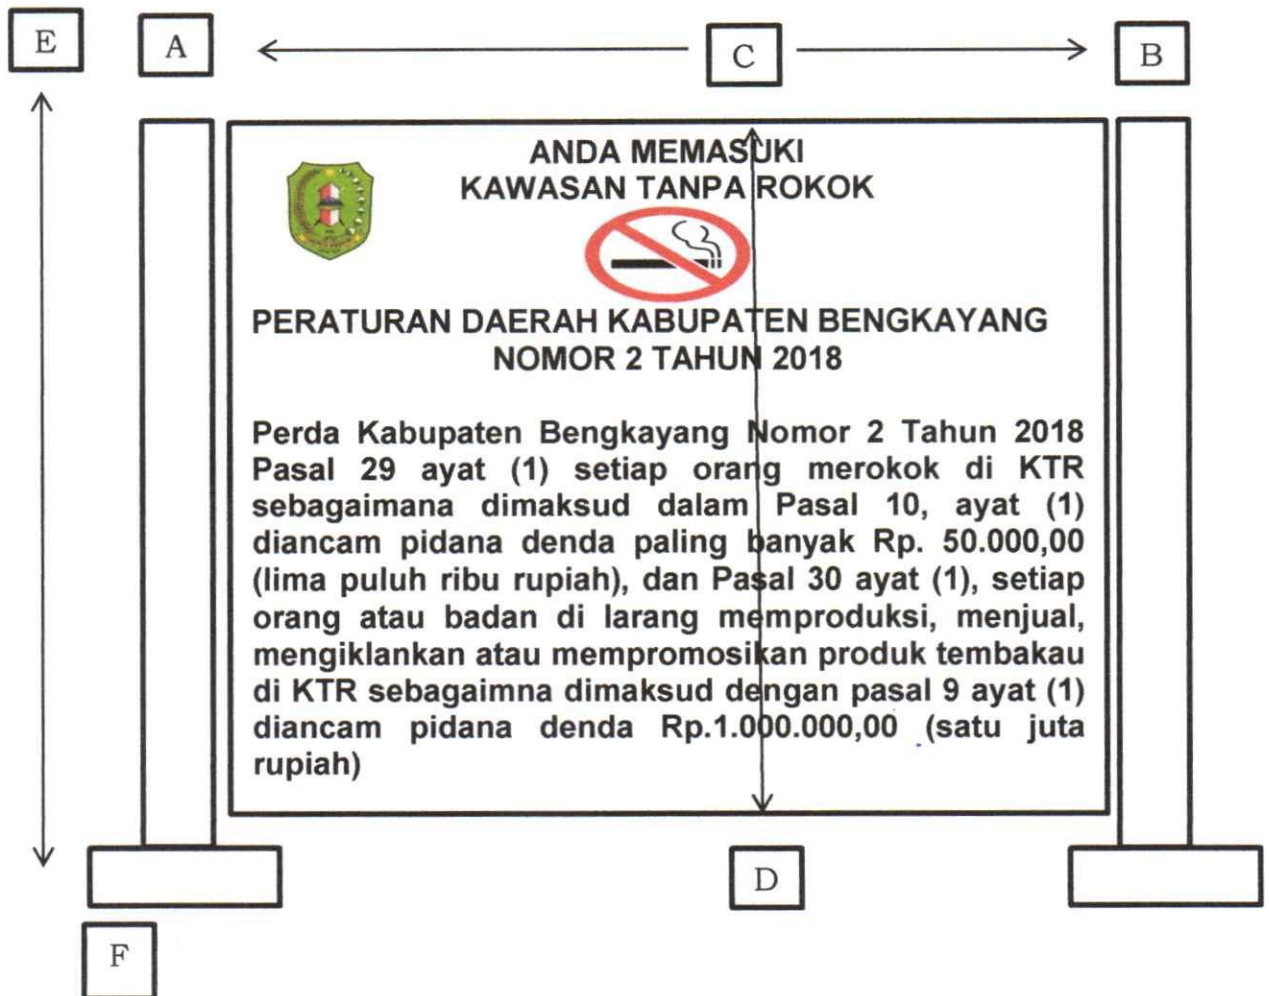 E
A
C
B
ANDA MEMASUKI
KAWASAN TANPA ROKOK
PERATURAN DAERAH KABUPATEN BENGKAYANG
NOMOR 2 TAHUN 2018
Perda Kabupaten Bengkayang Nomor 2 Tahun 2018
Pasal 29 ayat (1) setiap orang merokok di KTR
sebagaimana dimaksud dalam Pasal 10, ayat (1)
diancam pidana denda paling banyak Rp. 50.000,00
(lima puluh ribu rupiah), dan Pasal 30 ayat (1), setiap
orang atau badan di larang memproduksi, menjual,
mengiklankan atau mempromosikan produk tembakau
di KTR sebagaimna dimaksud dengan pasal 9 ayat (1)
diancam pidana denda Rp.1.000.000,00 (satu juta
rupiah)
D
F